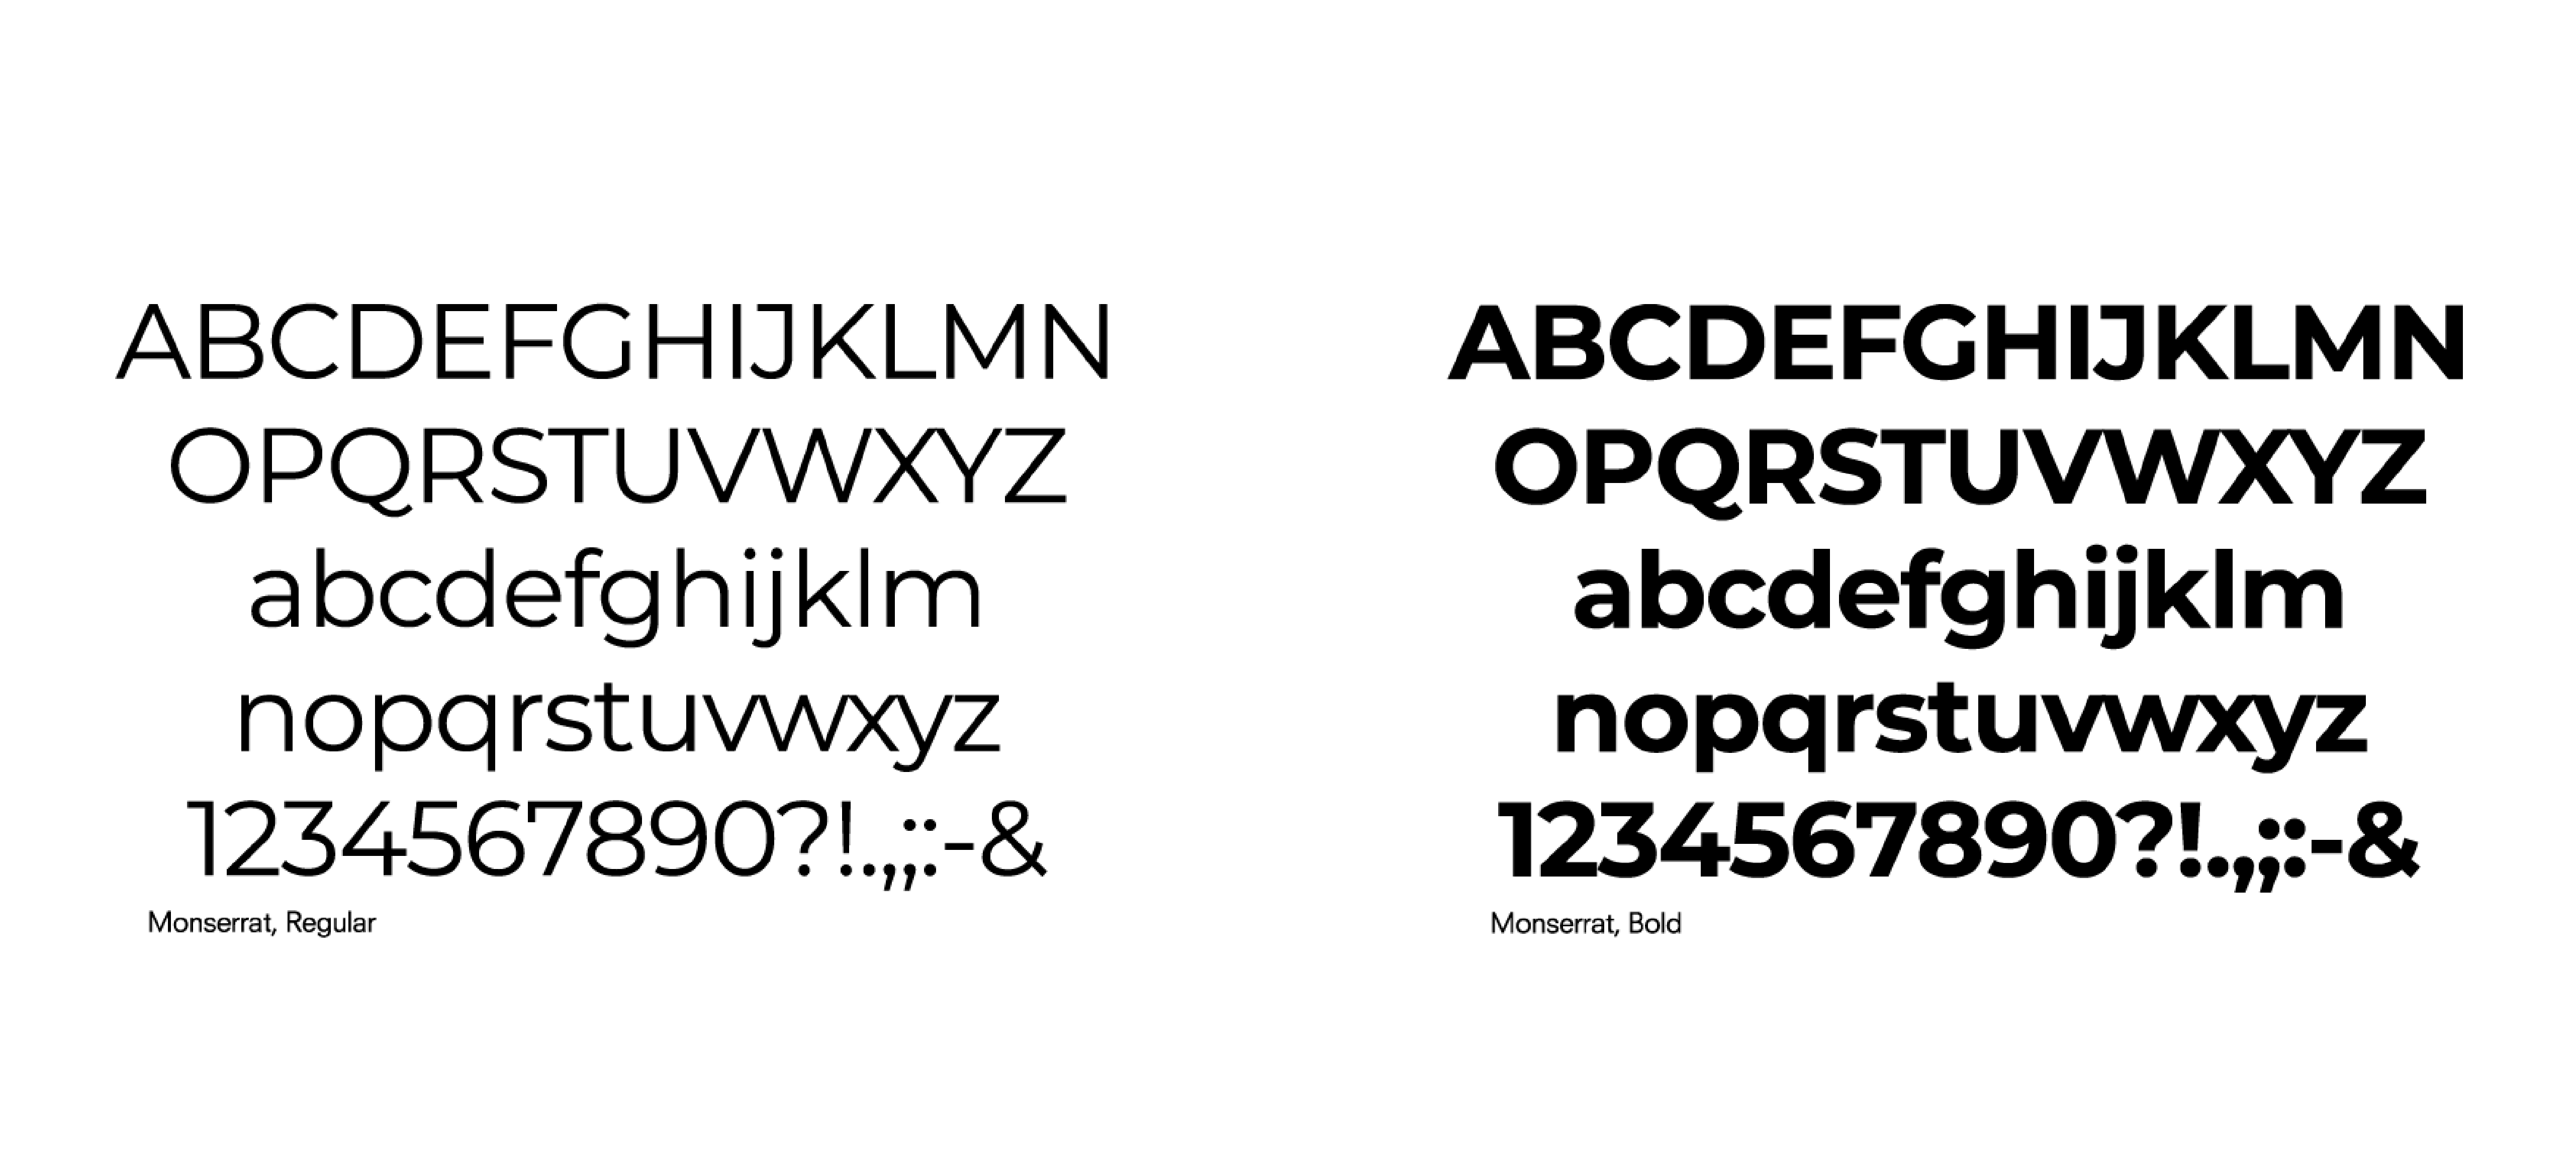 ABCDEFGHIJKLMN
OPQRSTUVWXYZ
abcdefghijklm
nopqrstuvwxyz
1234567890?!.,;:-&
Monserrat, Regular
ABCDEFGHIJKLMN
OPQRSTUVWXYZ
abcdefghijklm
nopqrstuvwxyz
1234567890?!.,;:-&
Monserrat, Bold